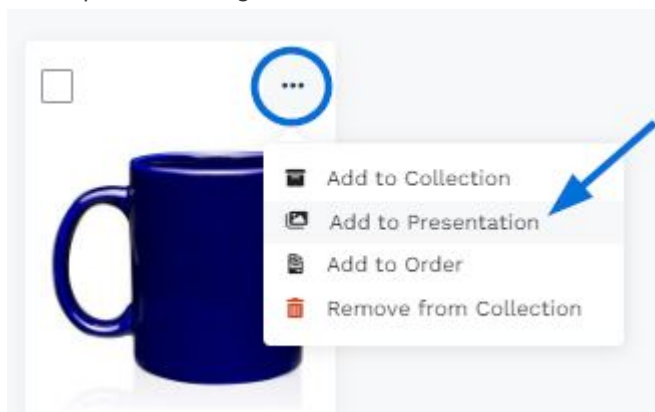 ...
Add to Collection
Add to Presentation
Add to Order
Remove from Collection